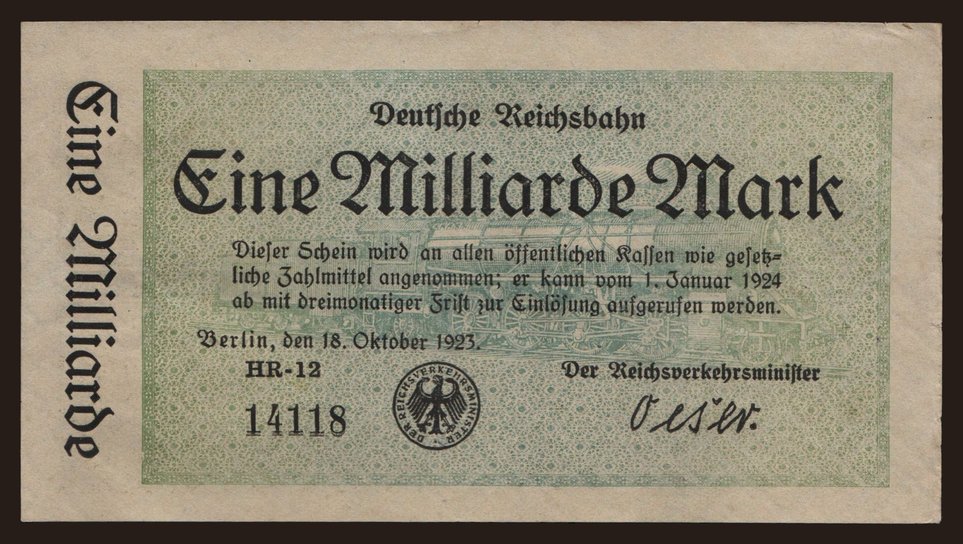 Deutsche Reichsbahn
Eine Milliarde Mark
Dieser Schein wird an allen öffentlichen Kassen wie gesetz=
liche Zahlmittel angenommen; er kann vom 1. Januar 1924
ab mit dreimonatiger Frist zur Einlösung aufgerufen werden.
Berlin, den 18. Oktober 1923.
HR-12
14118
DER REICHSVERKEHRSMINISTER
Der Reichsverkehrsminister
Oeser.
Eine Milliarde